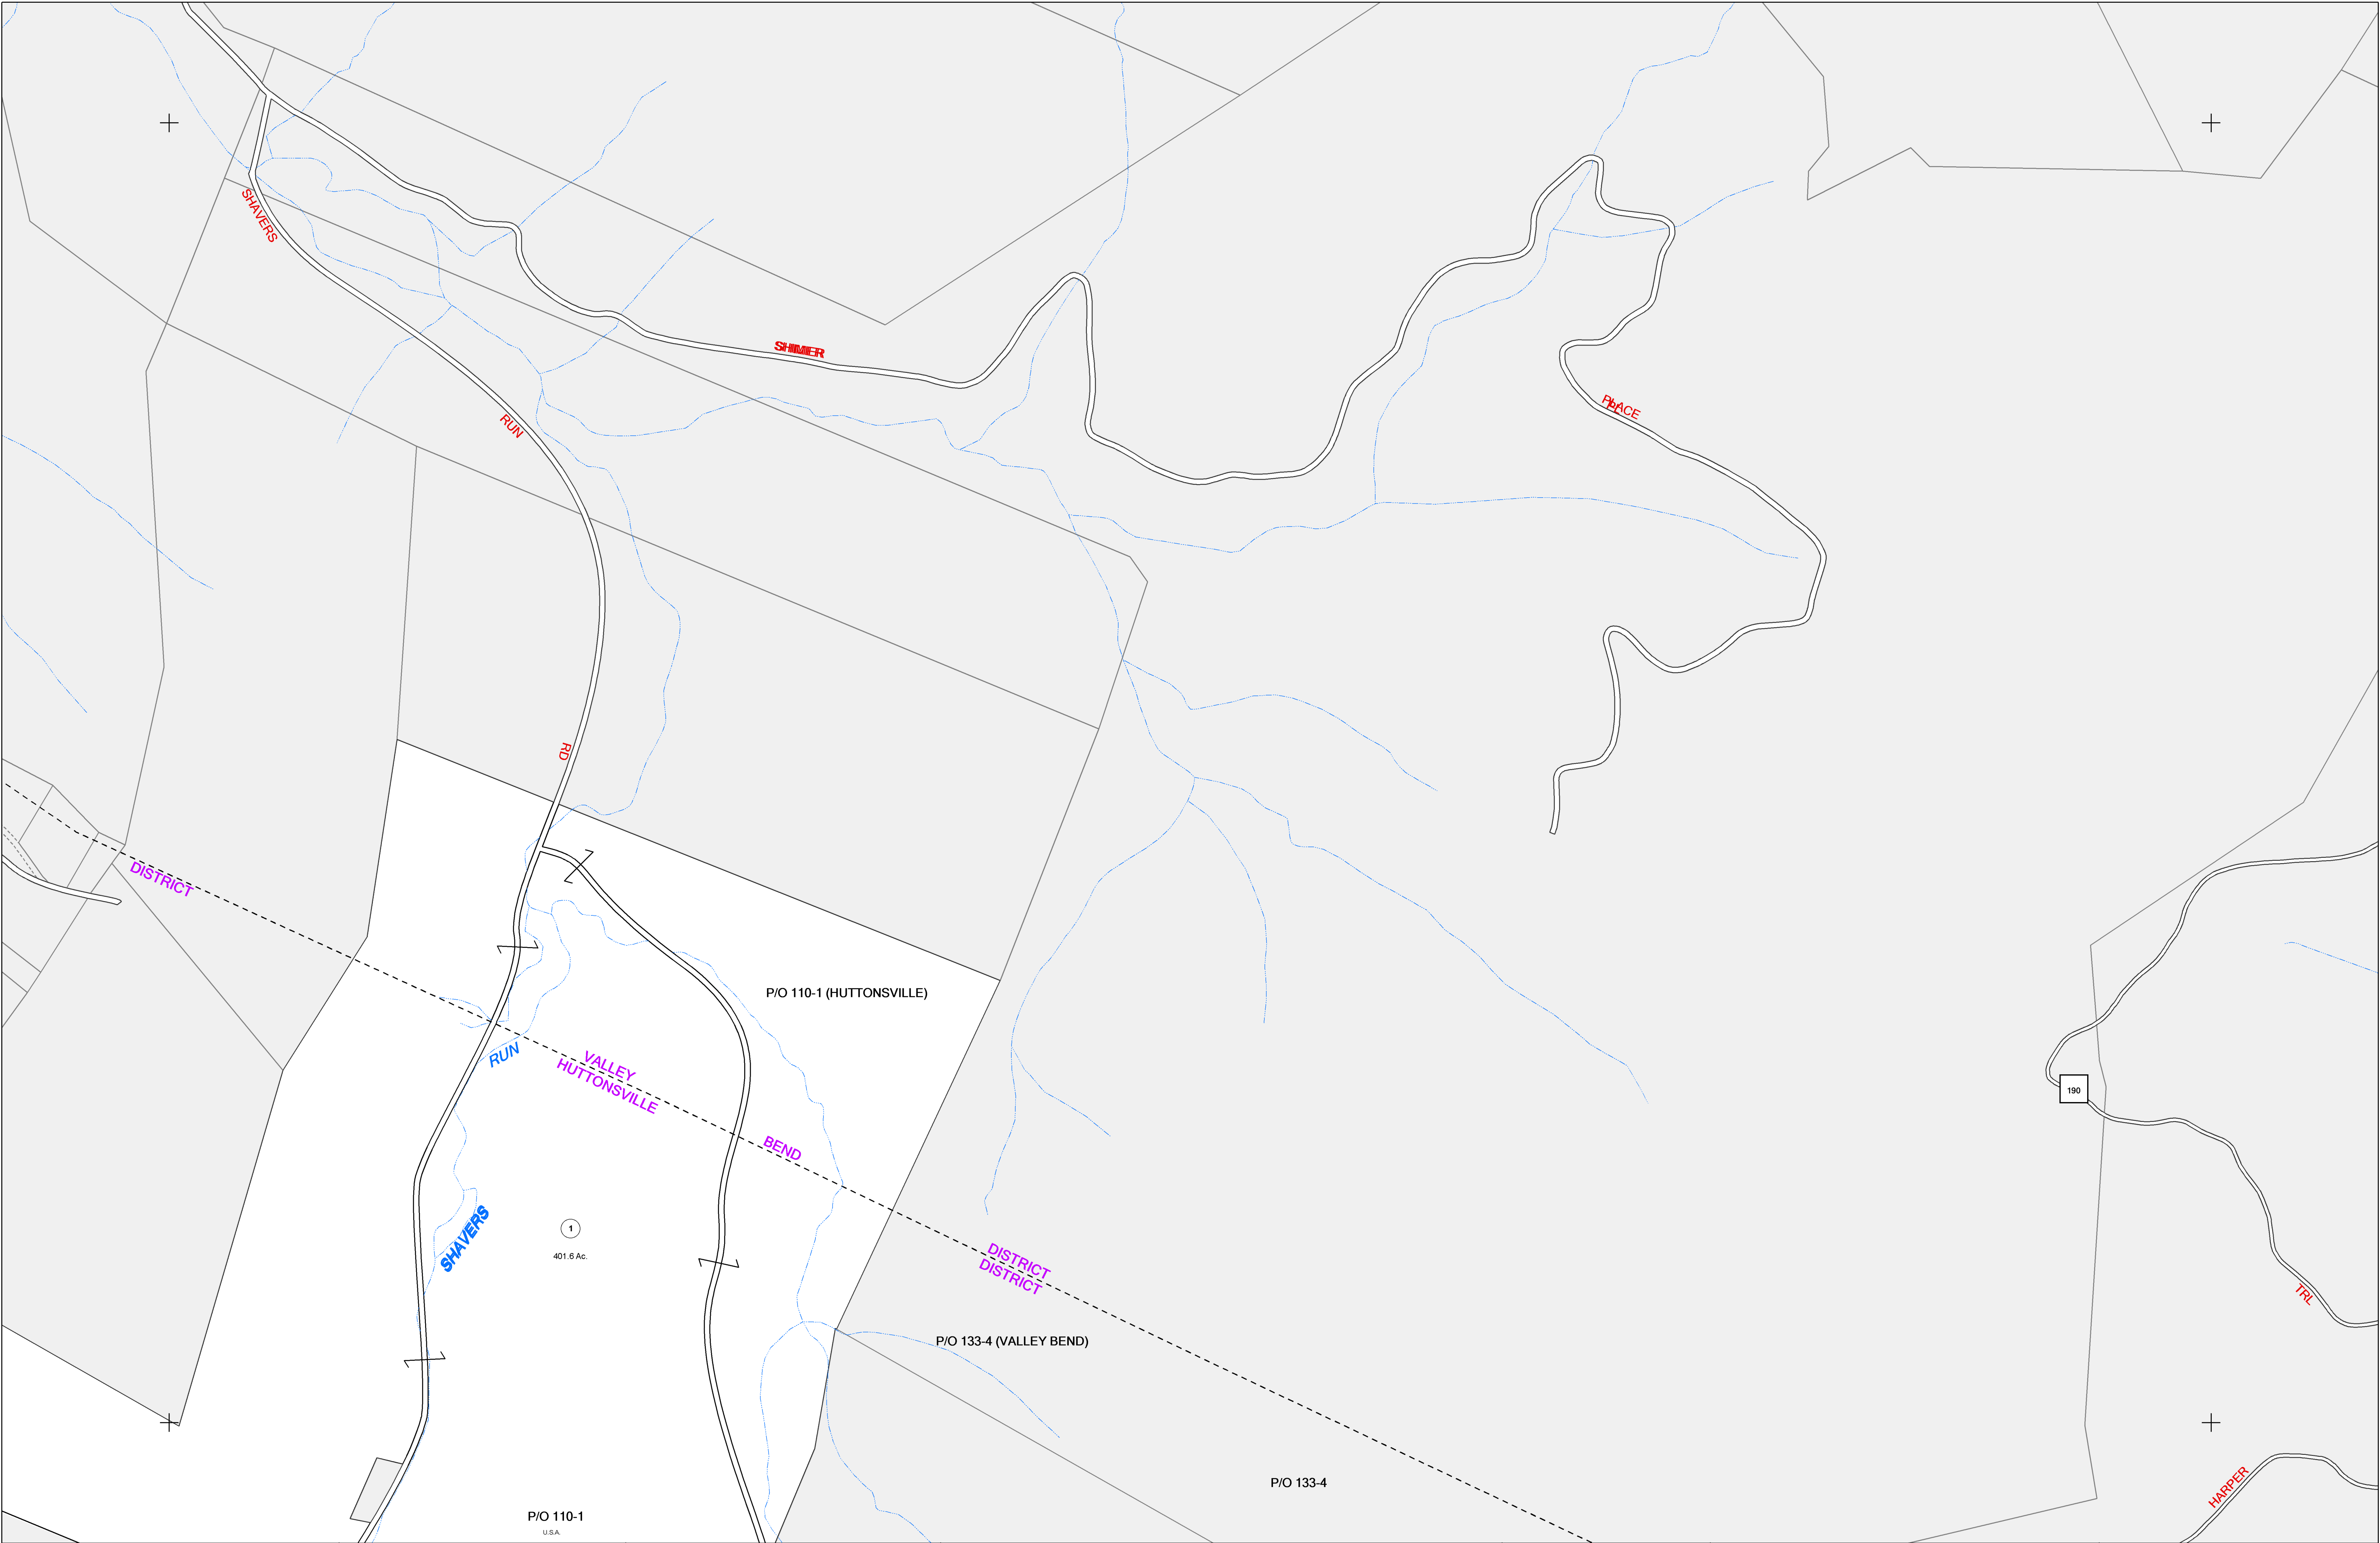 SHAVERS
SHIMER
PLACE
RUN
RD
DISTRICT
P/O 110-1 (HUTTONSVILLE)
RUN
VALLEY
HUTTONSVILLE
190
BEND
SHAVERS
1
401.6 Ac.
DISTRICT
DISTRICT
TRL
P/O 133-4 (VALLEY BEND)
P/O 133-4
HARPER
P/O 110-1
U.S.A.